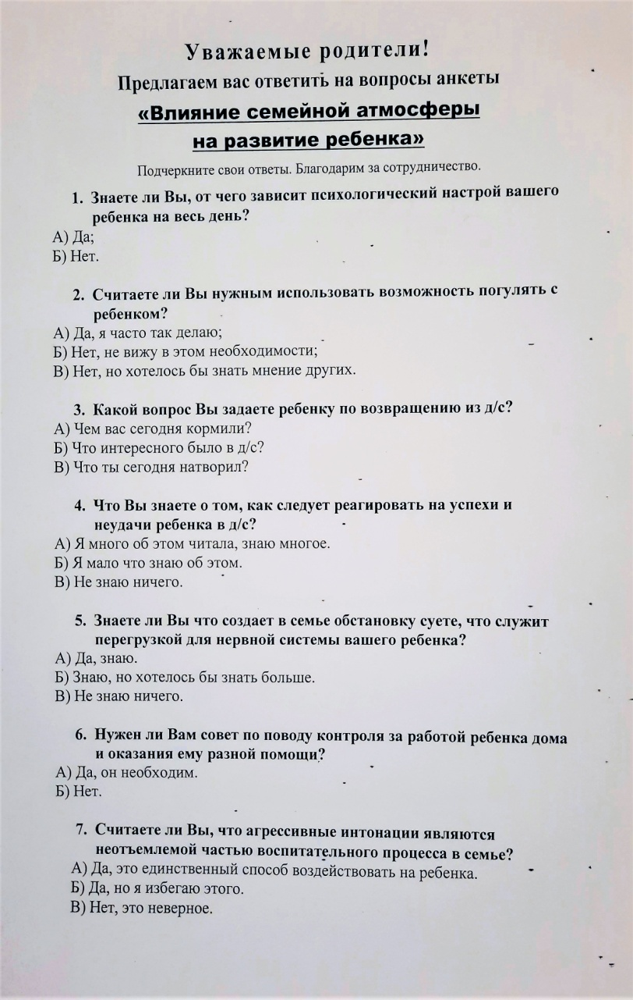 Уважаемые родители!
Предлагаем вас ответить на вопросы анкеты
«Влияние семейной атмосферы
на развитие ребенка»
Подчеркните свои ответы. Благодарим за сотрудничество.
1. Знаете ли Вы, от чего зависит психологический настрой вашего
ребенка на весь день?
А) Да;
Б) Нет.
2. Считаете ли Вы нужным использовать возможность погулять с
ребенком?
А) Да, я часто так делаю;
Б) Нет, не вижу в этом необходимости;
В) Нет, но хотелось бы знать мнение других.
3. Какой вопрос Вы задаете ребенку по возвращению из д/с?
А) Чем вас сегодня кормили?
Б) Что интересного было в д/с?
В) Что ты сегодня натворил?
4. Что Вы знаете о том, как следует реагировать на успехи и
неудачи ребенка в д/с?
А) Я много об этом читала, знаю многое.
Б) Я мало что знаю об этом.
В) Не знаю ничего.
5. Знаете ли Вы что создает в семье обстановку суете, что служит
перегрузкой для нервной системы вашего ребенка?
А) Да, знаю.
Б) Знаю, но хотелось бы знать больше.
В) Не знаю ничего.
6. Нужен ли Вам совет по поводу контроля за работой ребенка дома
и оказания ему разной помощи?
А) Да, он необходим.
Б) Нет.
7. Считаете ли Вы, что агрессивные интонации являются
неотъемлемой частью воспитательного процесса в семье?
А) Да, это единственный способ воздействовать на ребенка.
Б) Да, но я избегаю этого.
В) Нет, это неверное.